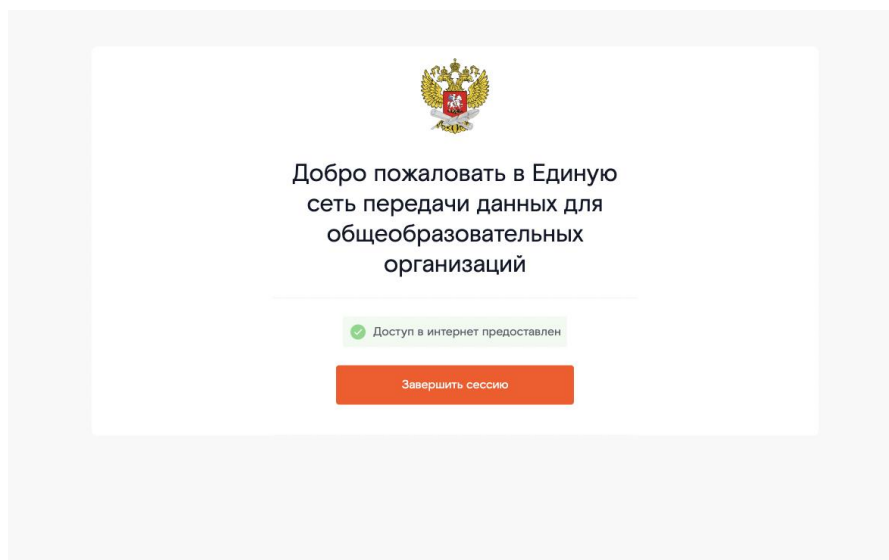 Добро пожаловать в Единую
сеть передачи данных для
общеобразовательных
организаций
Доступ в интернет предоставлен
Завершить сессию